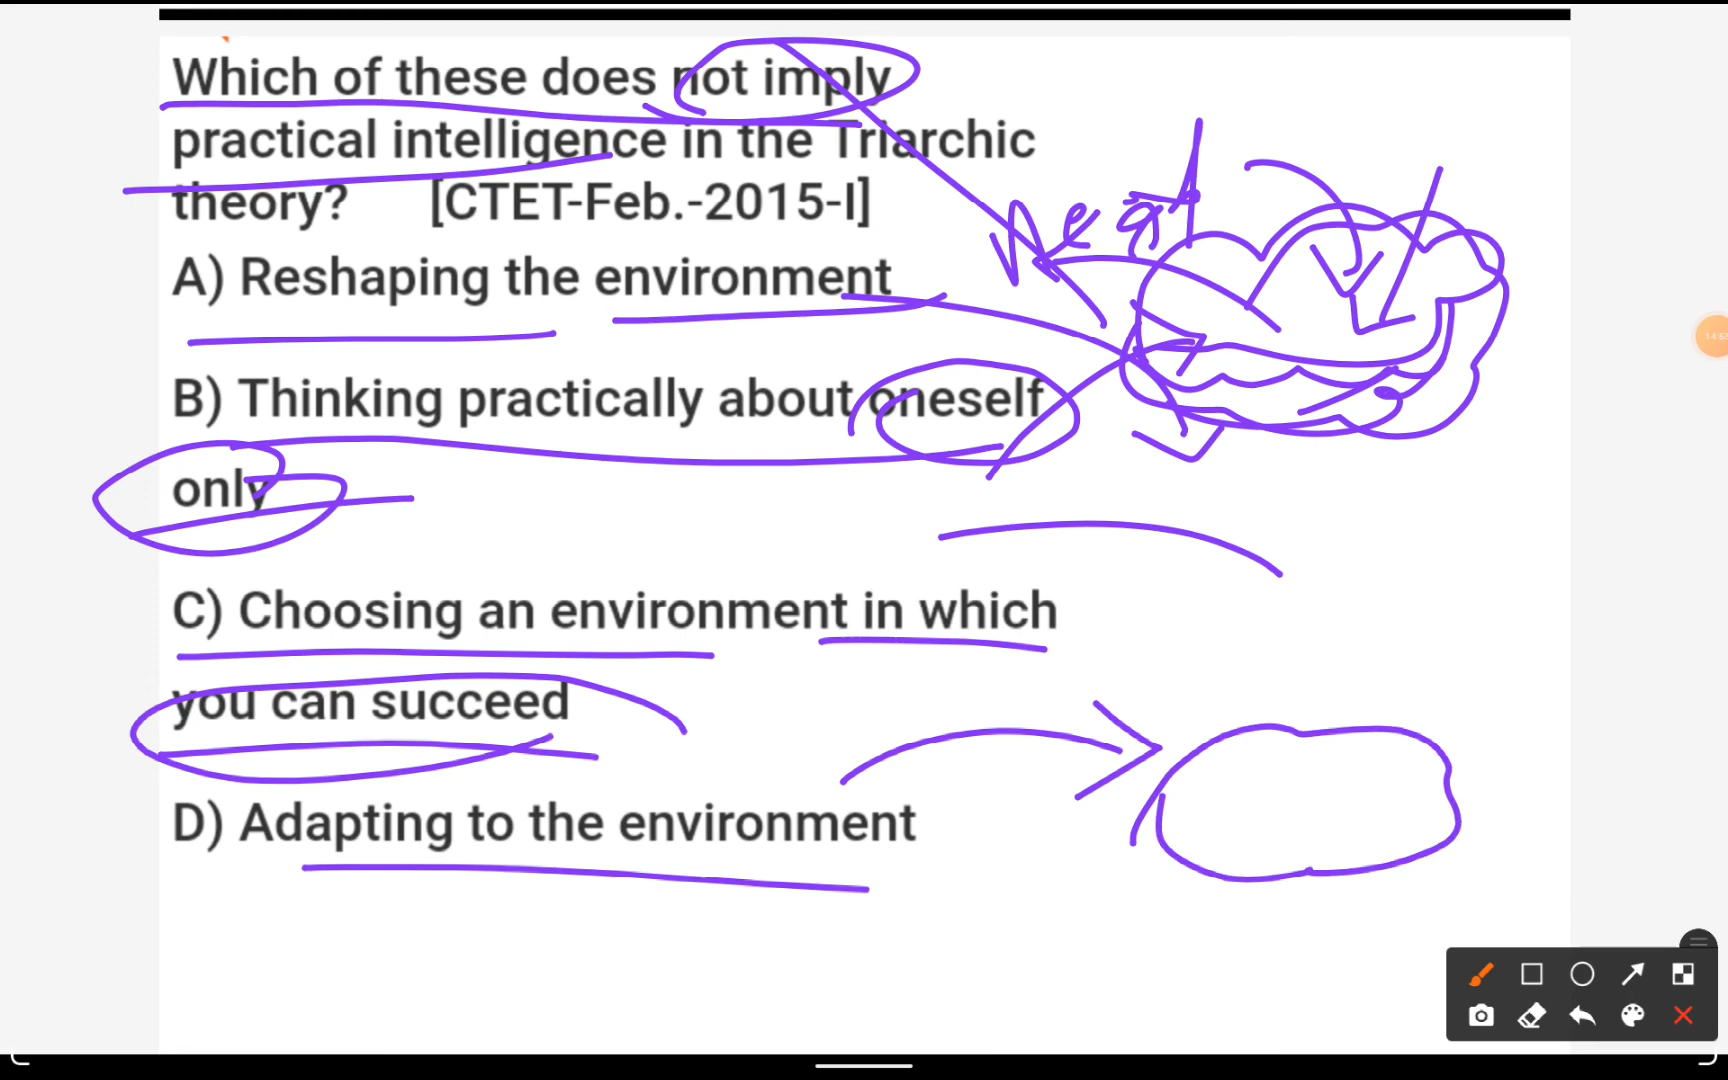 Which of these does not imply
practical intelligence in the Triarchic
theory? [CTET-Feb.-2015-I]
A) Reshaping the environment
B) Thinking practically about oneself
only
C) Choosing an environment in which
you can succeed
D) Adapting to the environment